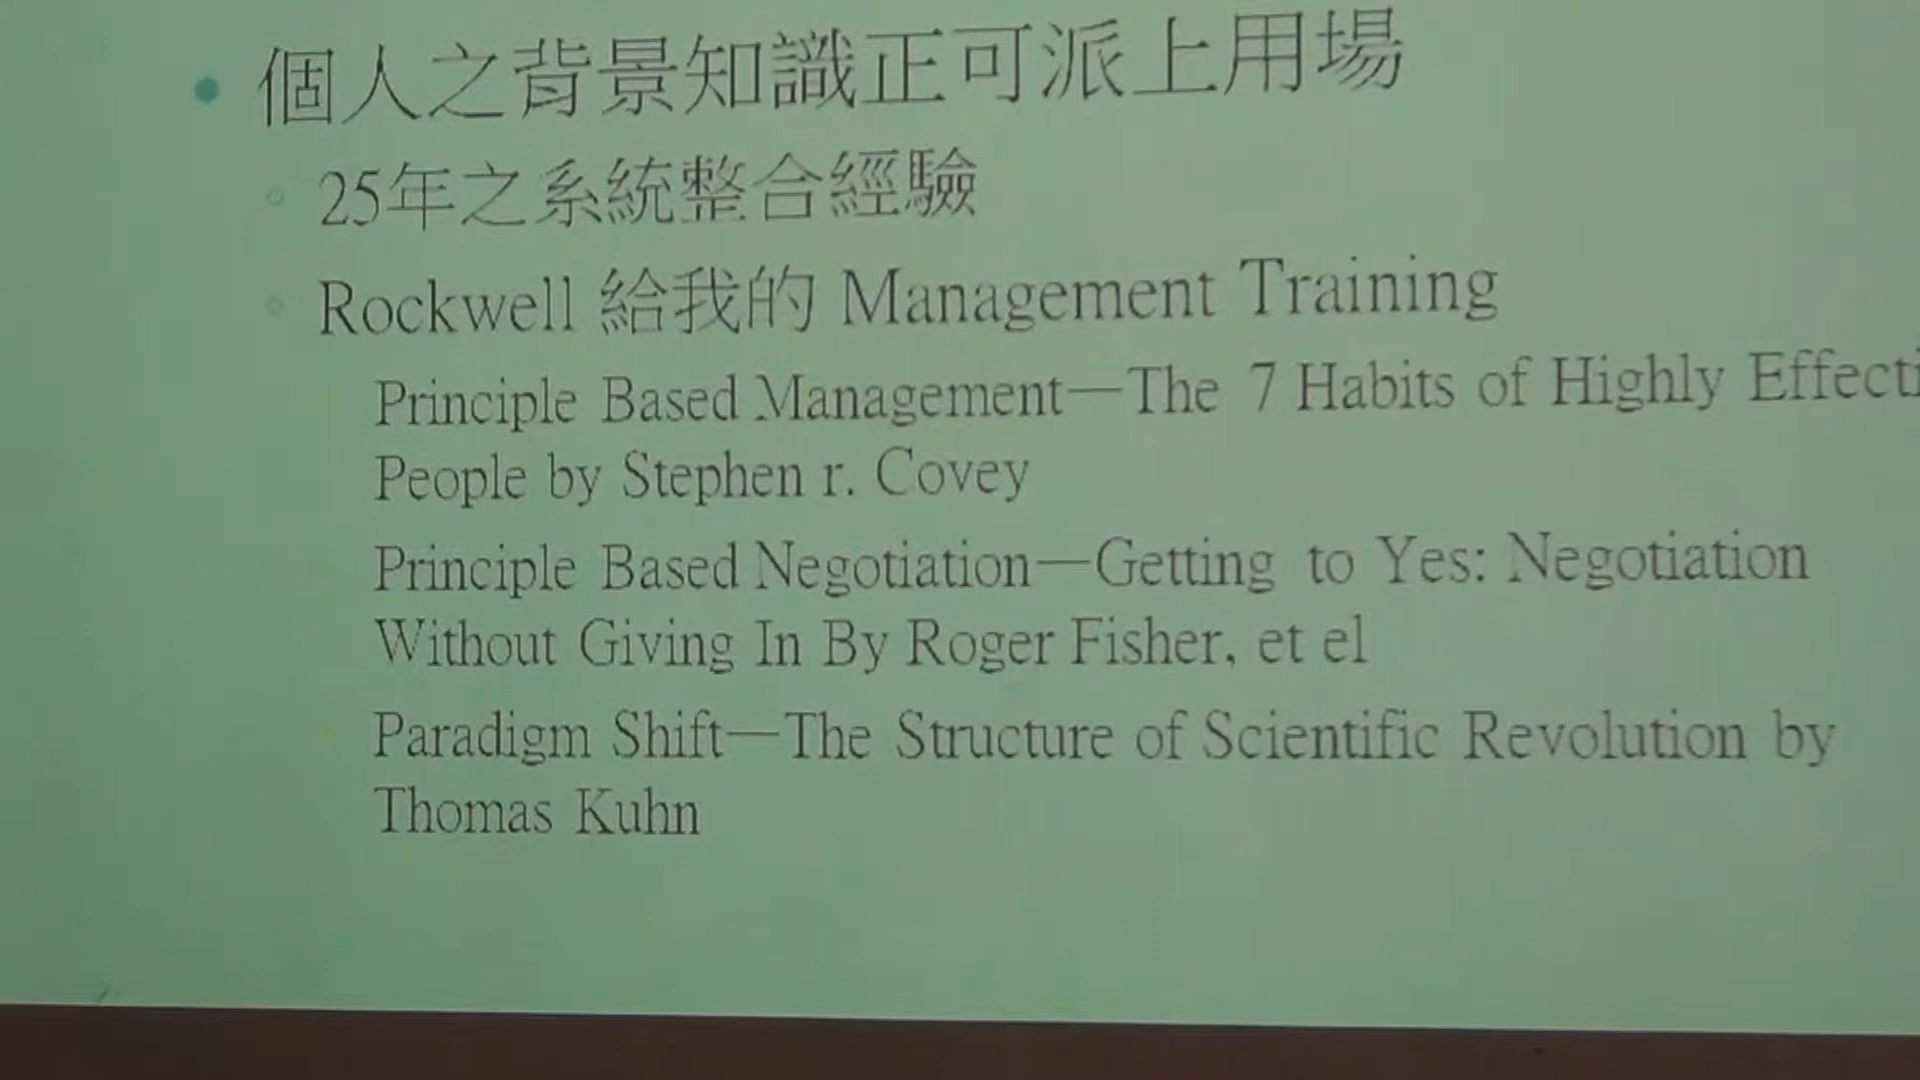 個人之背景知識正可派上用場
25年之系統整合經驗
Rockwell 給我的 Management Training
Principle Based Management—The 7 Habits of Highly Effecti
People by Stephen r. Covey
Principle Based Negotiation—Getting to Yes: Negotiation
Without Giving In By Roger Fisher, et el
Paradigm Shift—The Structure of Scientific Revolution by
Thomas Kuhn